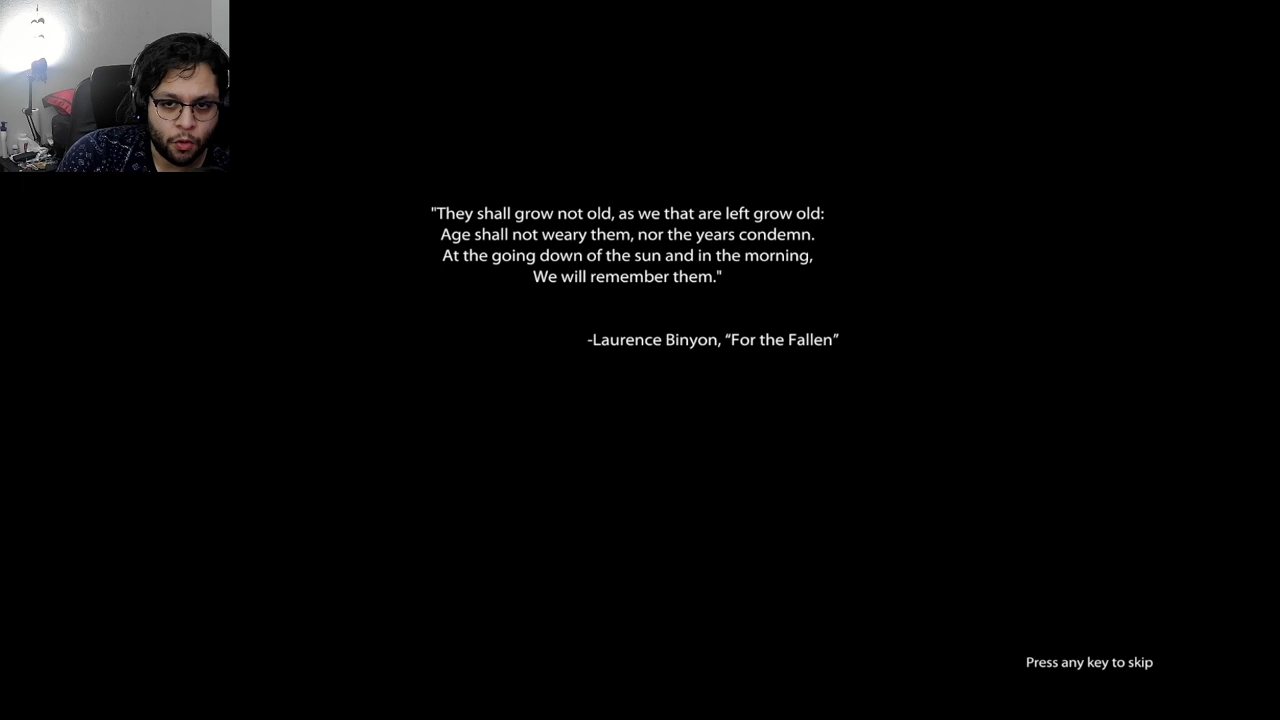 "They shall grow not old, as we that are left grow old:
Age shall not weary them, nor the years condemn.
At the going down of the sun and in the morning,
We will remember them."
-Laurence Binyon, “For the Fallen”
Press any key to skip